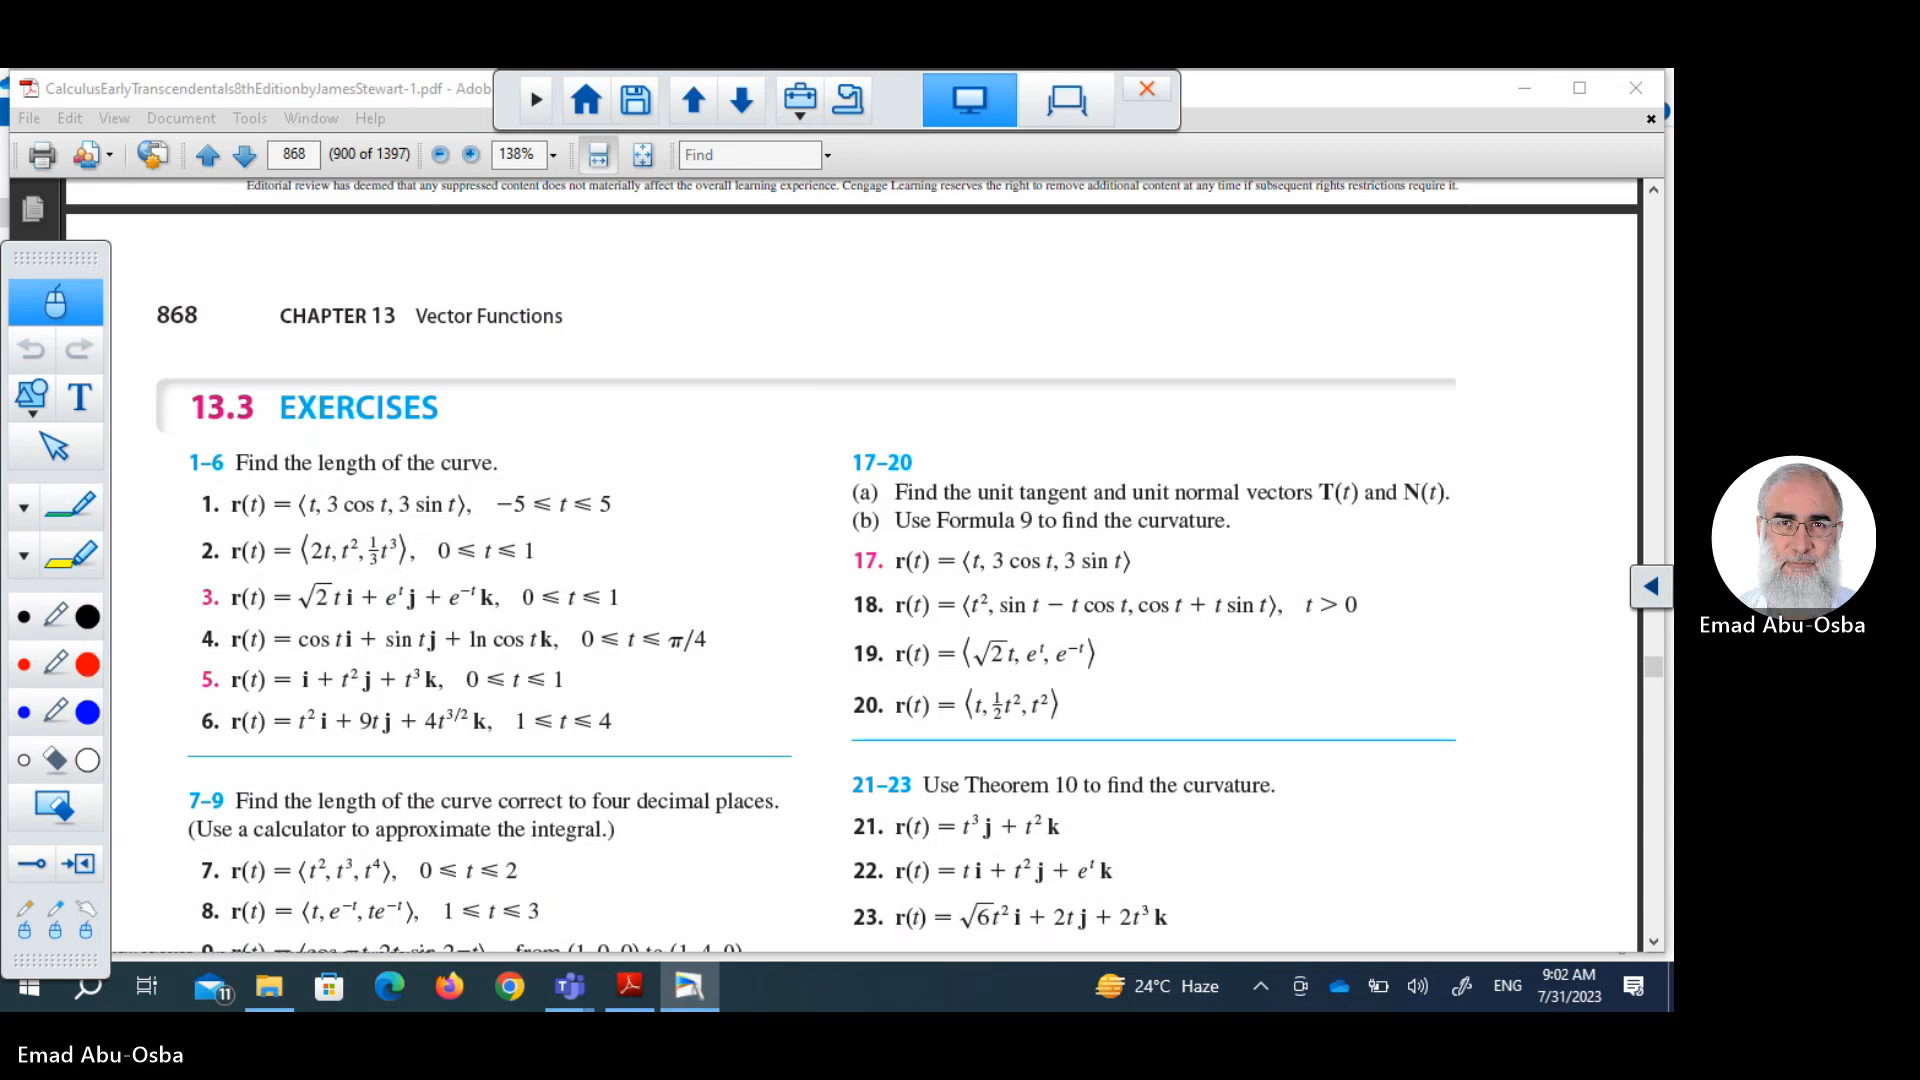 CalculusEarlyTranscendentals8thEditionbyJamesStewart-1.pdf - Adob
File Edit View Document Tools Window Help
868 (900 of 1397) 138% Find
Editorial review has deemed that any suppressed content does not materially affect the overall learning experience. Cengage Learning reserves the right to remove additional content at any time if subsequent rights restrictions require it.
868 CHAPTER 13 Vector Functions
13.3 EXERCISES
1–6 Find the length of the curve.
1. r(t) = ⟨t, 3 cos t, 3 sin t⟩, −5 ≤ t ≤ 5
2. r(t) = ⟨2t, t², ⅓t³⟩, 0 ≤ t ≤ 1
3. r(t) = √2 t i + eᵗ j + e⁻ᵗ k, 0 ≤ t ≤ 1
4. r(t) = cos t i + sin t j + ln cos t k, 0 ≤ t ≤ π/4
5. r(t) = i + t² j + t³ k, 0 ≤ t ≤ 1
6. r(t) = t² i + 9t j + 4t³/² k, 1 ≤ t ≤ 4
7–9 Find the length of the curve correct to four decimal places.
(Use a calculator to approximate the integral.)
7. r(t) = ⟨t², t³, t⁴⟩, 0 ≤ t ≤ 2
8. r(t) = ⟨t, e⁻ᵗ, te⁻ᵗ⟩, 1 ≤ t ≤ 3
17–20
(a) Find the unit tangent and unit normal vectors T(t) and N(t).
(b) Use Formula 9 to find the curvature.
17. r(t) = ⟨t, 3 cos t, 3 sin t⟩
18. r(t) = ⟨t², sin t − t cos t, cos t + t sin t⟩, t > 0
19. r(t) = ⟨√2 t, eᵗ, e⁻ᵗ⟩
20. r(t) = ⟨t, ½t², t²⟩
21–23 Use Theorem 10 to find the curvature.
21. r(t) = t³ j + t² k
22. r(t) = t i + t² j + eᵗ k
23. r(t) = √6 t² i + 2t j + 2t³ k
T
Emad Abu-Osba
11
24°C Haze
ENG
9:02 AM
7/31/2023
Emad Abu-Osba